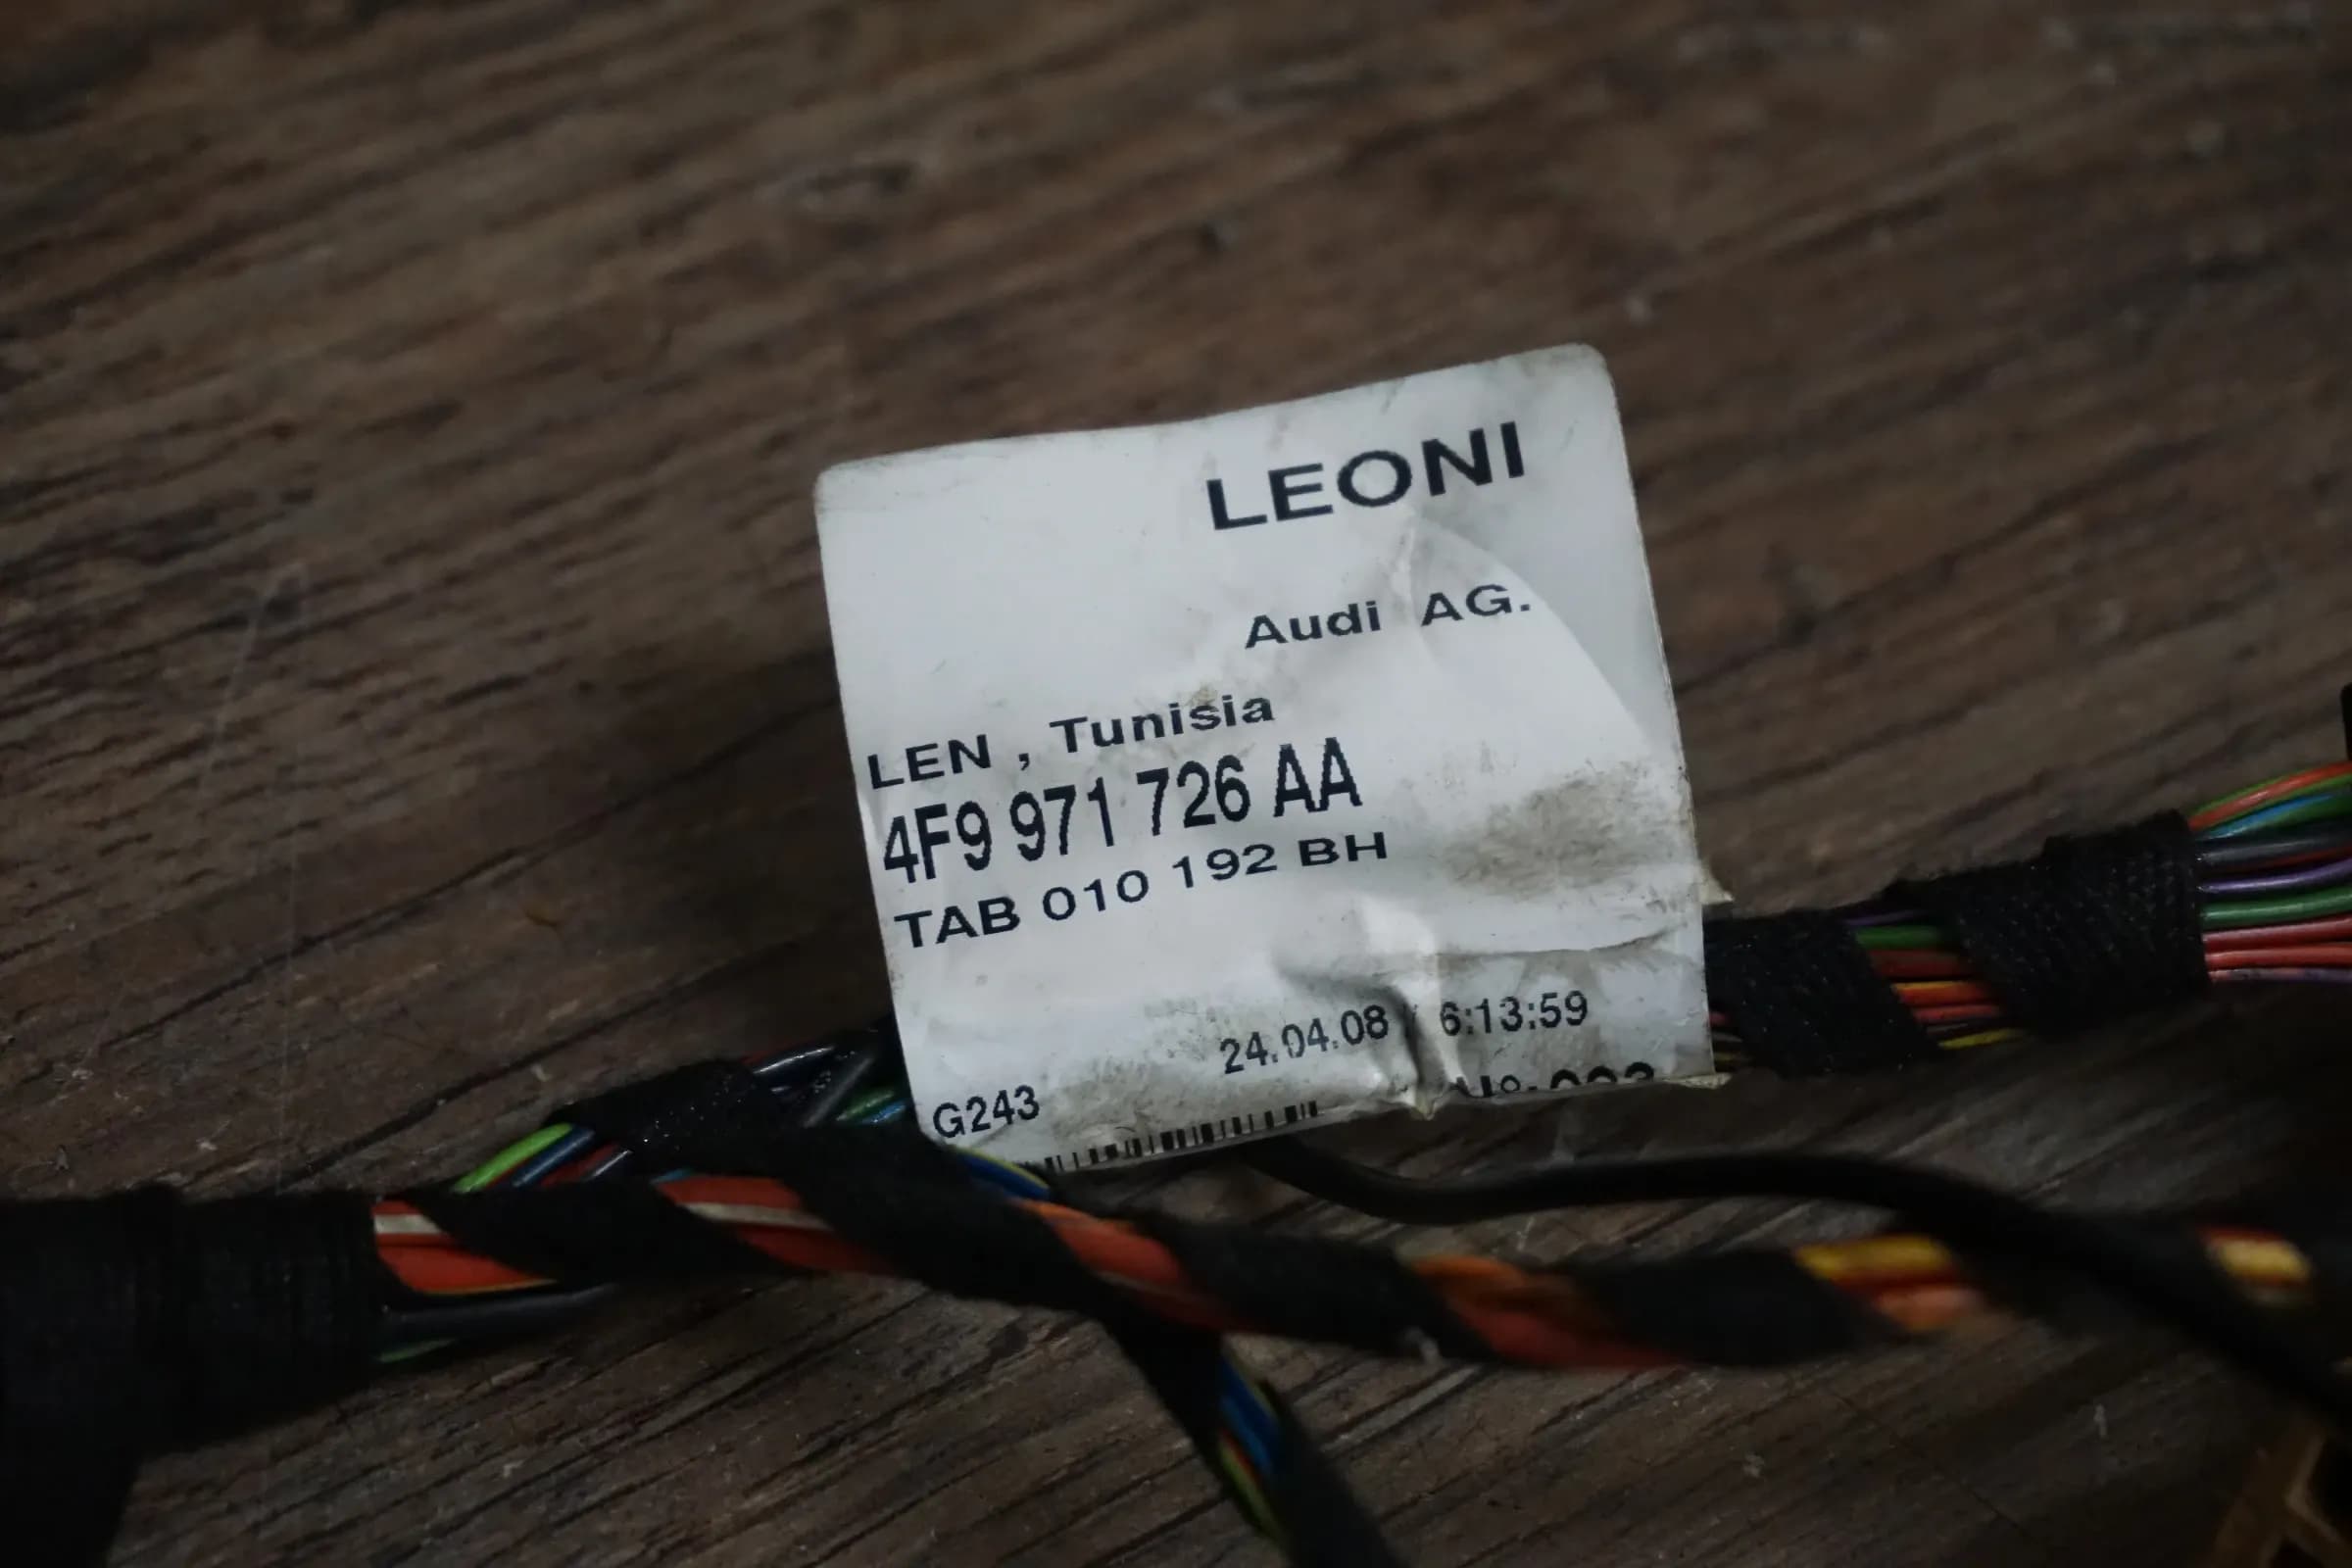 LEONI
Audi AG.
LEN , Tunisia
4F9 971 726 AA
TAB 010 192 BH
24.04.08 6:13:59
G243